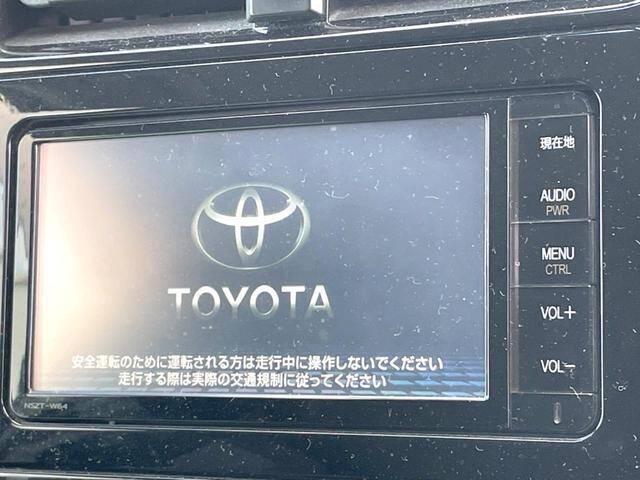 現在地
AUDIO
PWR
MENU
CTRL
VOL+
VOL-
TOYOTA
安全運転のために運転される方は走行中に操作しないでください
走行する際は実際の交通規制に従ってください
NSZT-W64